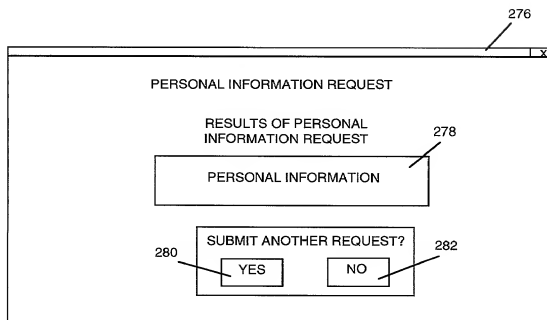 276
X
PERSONAL INFORMATION REQUEST
RESULTS OF PERSONAL
INFORMATION REQUEST
278
PERSONAL INFORMATION
SUBMIT ANOTHER REQUEST?
280
YES
NO
282